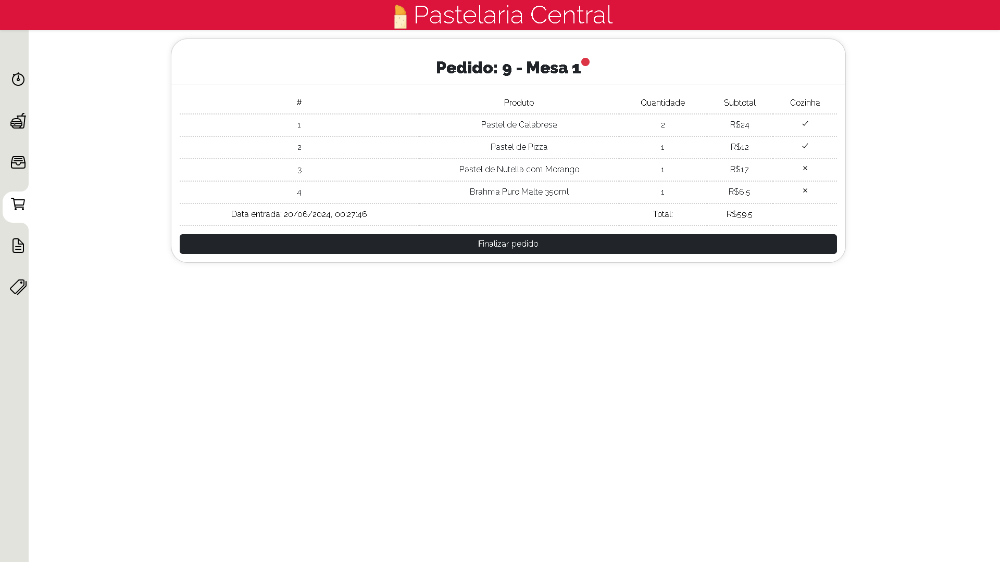 Pastelaria Central
Pedido: 9 - Mesa 1
# Produto Quantidade Subtotal Cozinha
1 Pastel de Calabresa 2 R$24 ✓
2 Pastel de Pizza 1 R$12 ✓
3 Pastel de Nutella com Morango 1 R$17 ×
4 Brahma Puro Malte 350ml 1 R$6.5 ×
Data entrada: 20/06/2024, 00:27:46 Total: R$59.5
Finalizar pedido